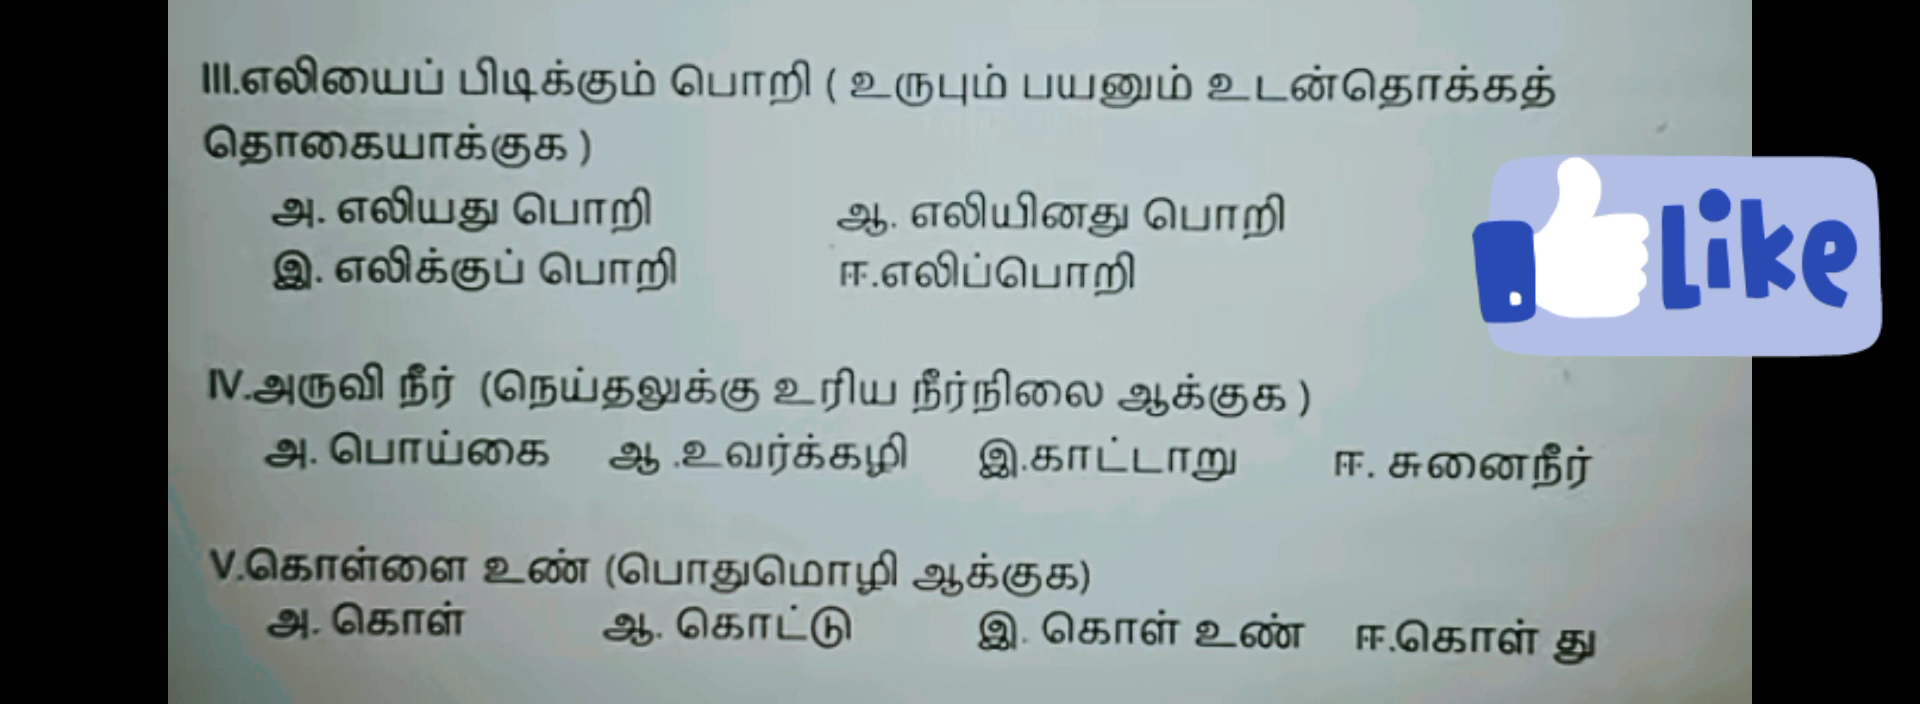 III.எலியைப் பிடிக்கும் பொறி ( உருபும் பயனும் உடன்தொக்கத்
தொகையாக்குக )
அ. எலியது பொறி ஆ. எலியினது பொறி
இ. எலிக்குப் பொறி ஈ.எலிப்பொறி
IV.அருவி நீர் (நெய்தலுக்கு உரிய நீர்நிலை ஆக்குக )
அ. பொய்கை ஆ .உவர்க்கழி இ.காட்டாறு ஈ. சுனைநீர்
V.கொள்ளை உண் (பொதுமொழி ஆக்குக)
அ. கொள் ஆ. கொட்டு இ. கொள் உண் ஈ.கொள் து
Like